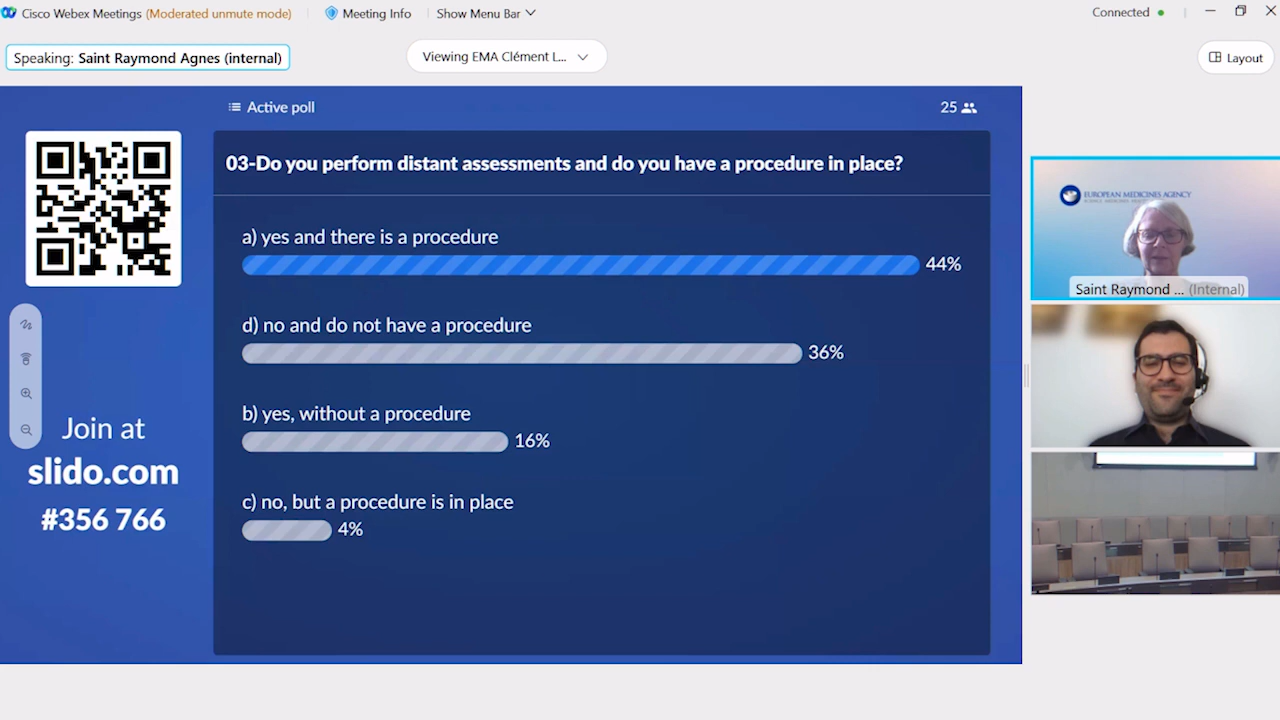 Cisco Webex Meetings (Moderated unmute mode)
Meeting Info
Show Menu Bar
Connected
Speaking: Saint Raymond Agnes (internal)
Viewing EMA Clément L...
Layout
Active poll
25
03-Do you perform distant assessments and do you have a procedure in place?
a) yes and there is a procedure
44%
d) no and do not have a procedure
36%
b) yes, without a procedure
16%
c) no, but a procedure is in place
4%
Join at
slido.com
#356 766
EUROPEAN MEDICINES AGENCY
Saint Raymond ... (Internal)